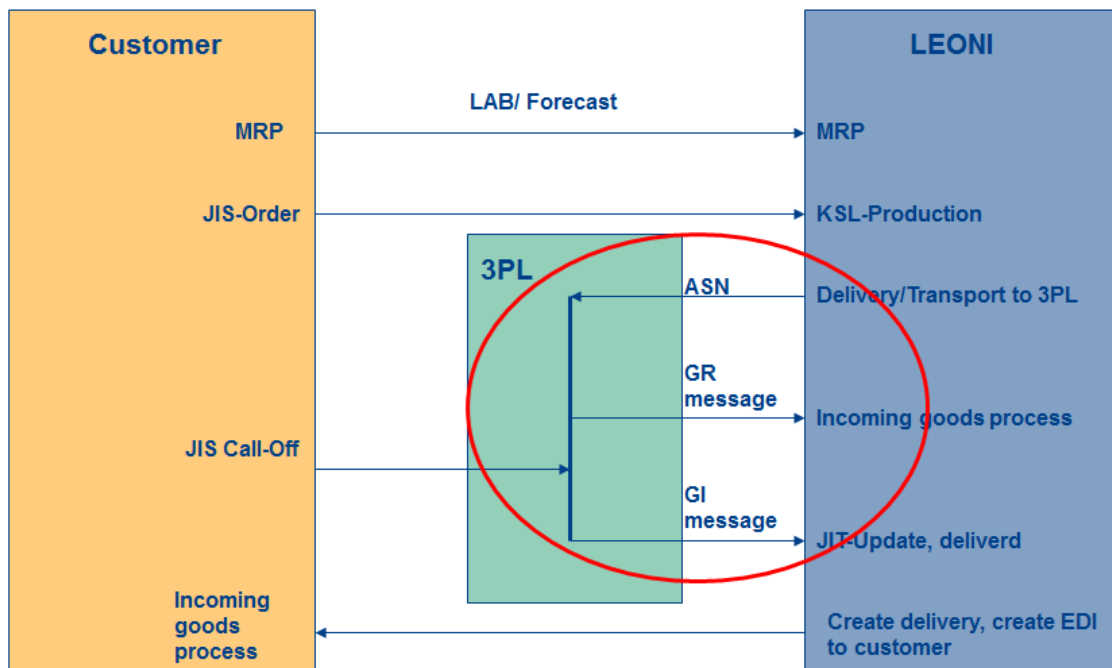 Customer
LEONI
LAB/ Forecast
MRP
MRP
JIS-Order
KSL-Production
3PL
ASN
Delivery/Transport to 3PL
GR
message
Incoming goods process
JIS Call-Off
GI
message
JIT-Update, deliverd
Incoming
goods
process
Create delivery, create EDI
to customer